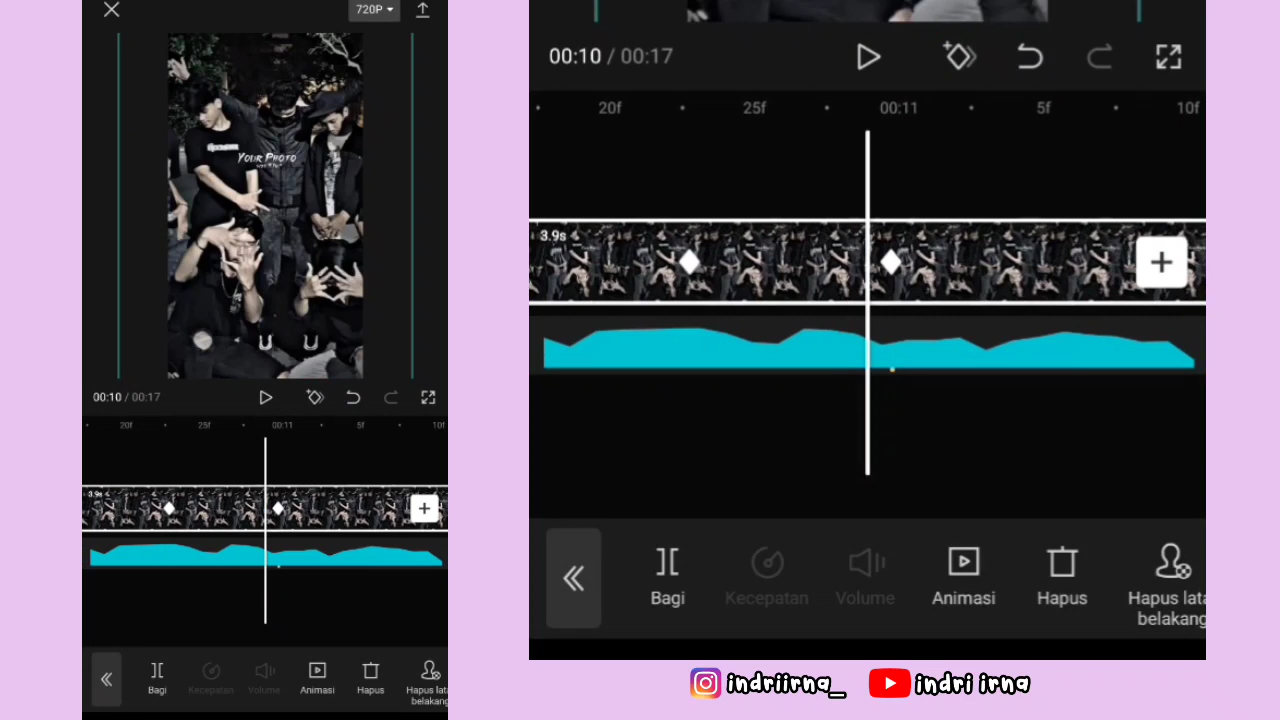 720P
YOUR PHOTO
00:10 / 00:17
20f 25f 00:11 5f 10f
3.9s
Bagi Kecepatan Volume Animasi Hapus Hapus lata
belakang
00:10 / 00:17
20f 25f 00:11 5f 10f
3.9s
Bagi Kecepatan Volume Animasi Hapus Hapus lata
belakang
indriirna_ indri irna